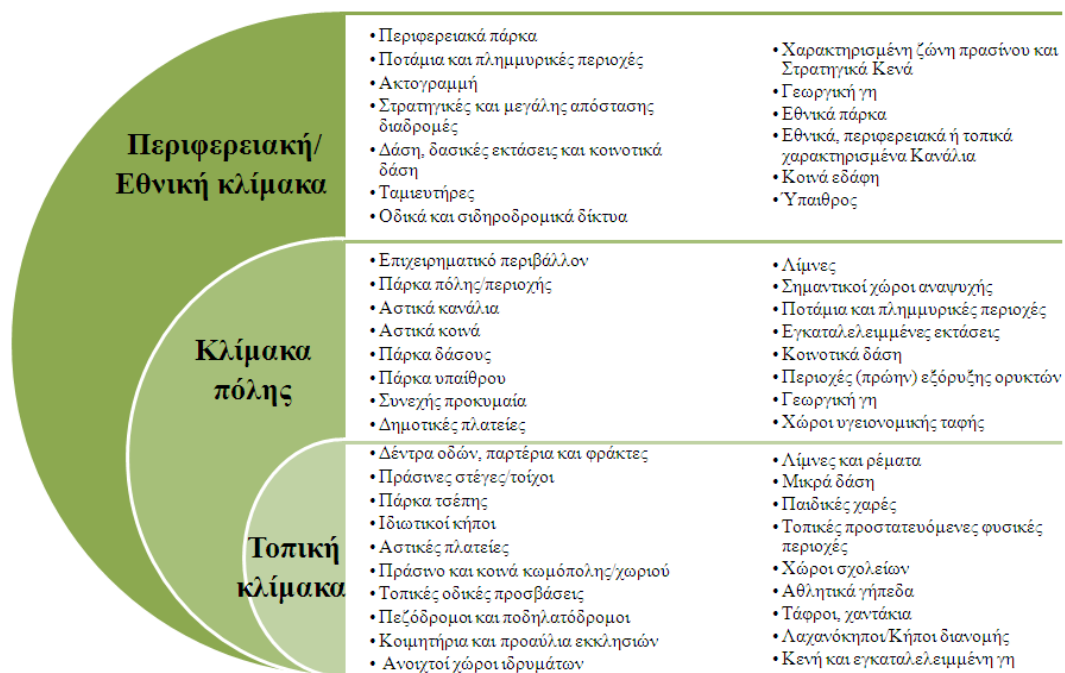 Περιφερειακή/
Εθνική κλίμακα
• Περιφερειακά πάρκα
• Ποτάμια και πλημμυρικές περιοχές
• Ακτογραμμή
• Στρατηγικές και μεγάλης απόστασης
διαδρομές
• Δάση, δασικές εκτάσεις και κοινοτικά
δάση
• Ταμιευτήρες
• Οδικά και σιδηροδρομικά δίκτυα
• Χαρακτηρισμένη ζώνη πρασίνου και
Στρατηγικά Κενά
• Γεωργική γη
• Εθνικά πάρκα
• Εθνικά, περιφερειακά ή τοπικά
χαρακτηρισμένα Κανάλια
• Κοινά εδάφη
• Ύπαιθρος
Κλίμακα
πόλης
• Επιχειρηματικό περιβάλλον
• Πάρκα πόλης/περιοχής
• Αστικά κανάλια
• Αστικά κοινά
• Πάρκα δάσους
• Πάρκα υπαίθρου
• Συνεχής προκυμαία
• Δημοτικές πλατείες
• Λίμνες
• Σημαντικοί χώροι αναψυχής
• Ποτάμια και πλημμυρικές περιοχές
• Εγκαταλελειμμένες εκτάσεις
• Κοινοτικά δάση
• Περιοχές (πρώην) εξόρυξης ορυκτών
• Γεωργική γη
• Χώροι υγειονομικής ταφής
Τοπική
κλίμακα
• Δέντρα οδών, παρτέρια και φράκτες
• Πράσινες στέγες/τοίχοι
• Πάρκα τσέπης
• Ιδιωτικοί κήποι
• Αστικές πλατείες
• Πράσινο και κοινά κωμόπολης/χωριού
• Τοπικές οδικές προσβάσεις
• Πεζόδρομοι και ποδηλατόδρομοι
• Κοιμητήρια και προαύλια εκκλησιών
• Ανοιχτοί χώροι ιδρυμάτων
• Λίμνες και ρέματα
• Μικρά δάση
• Παιδικές χαρές
• Τοπικές προστατευόμενες φυσικές
περιοχές
• Χώροι σχολείων
• Αθλητικά γήπεδα
• Τάφροι, χαντάκια
• Λαχανόκηποι/Κήποι διανομής
• Κενή και εγκαταλελειμμένη γη